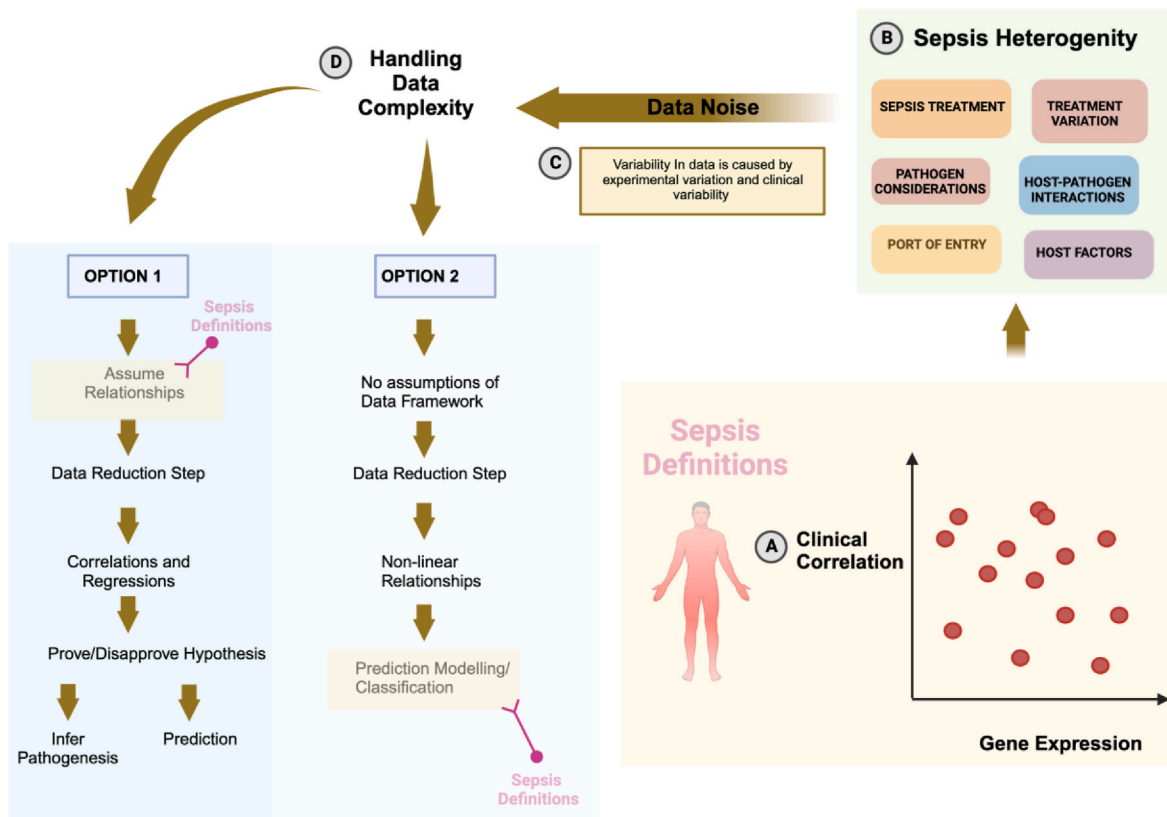 D
Handling
Data
Complexity
Data Noise
C
Variability In data is caused by
experimental variation and clinical
variability
B
Sepsis Heterogenity
SEPSIS TREATMENT
TREATMENT
VARIATION
PATHOGEN
CONSIDERATIONS
HOST-PATHOGEN
INTERACTIONS
PORT OF ENTRY
HOST FACTORS
OPTION 1
Sepsis
Definitions
Assume
Relationships
Data Reduction Step
Correlations and
Regressions
Prove/Disapprove Hypothesis
Infer
Pathogenesis
Prediction
OPTION 2
No assumptions of
Data Framework
Data Reduction Step
Non-linear
Relationships
Prediction Modelling/
Classification
Sepsis
Definitions
Sepsis
Definitions
A
Clinical
Correlation
Gene Expression